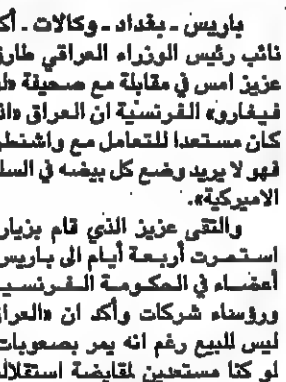 باريس ـ بغداد ـ وكالات ـ أكد
نائب رئيس الوزراء العراقي طارق
عزيز امس في مقابلة مع صحيفة «لو
فيغارو» الفرنسية ان العراق «اذا
كان مستعدا للتعامل مع واشنطن
فهو لا يريد وضع كل بيضه في السلة
الاميركية».
والتقى عزيز الذي قام بزيارة
استمرت أربعة أيام الى باريس
أعضاء في الحكومة الفرنسية
ورؤساء شركات وأكد ان «العراق
ليس للبيع رغم انه يمر بصعوبات
لو كنا مستعدين لمقايضة استقلالنا